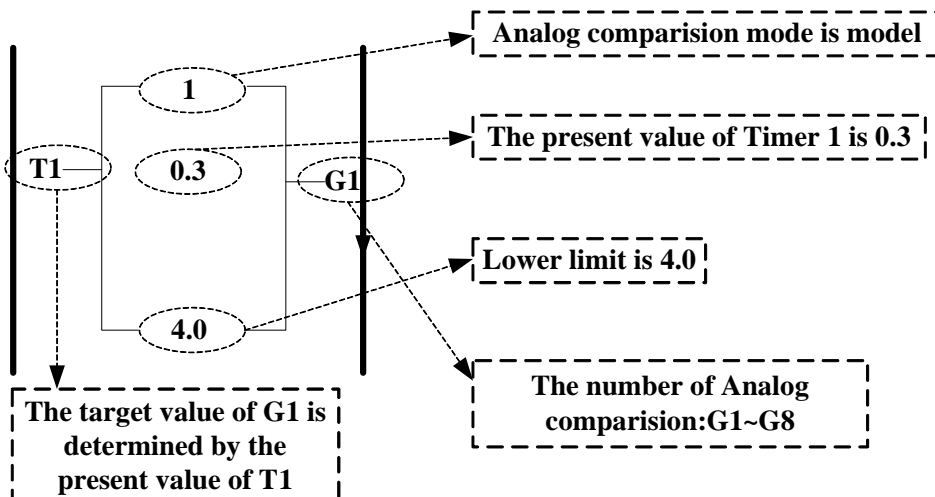 Analog comparision mode is model
1
The present value of Timer 1 is 0.3
T1
0.3
G1
Lower limit is 4.0
4.0
The number of Analog
comparision:G1~G8
The target value of G1 is
determined by the
present value of T1